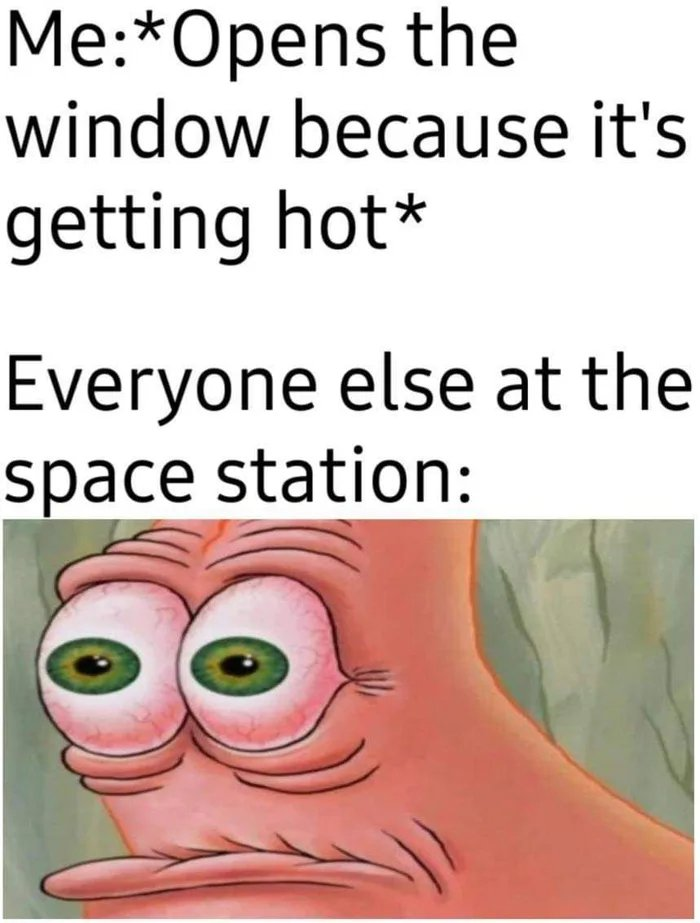 Me:*Opens the
window because it's
getting hot*
Everyone else at the
space station: